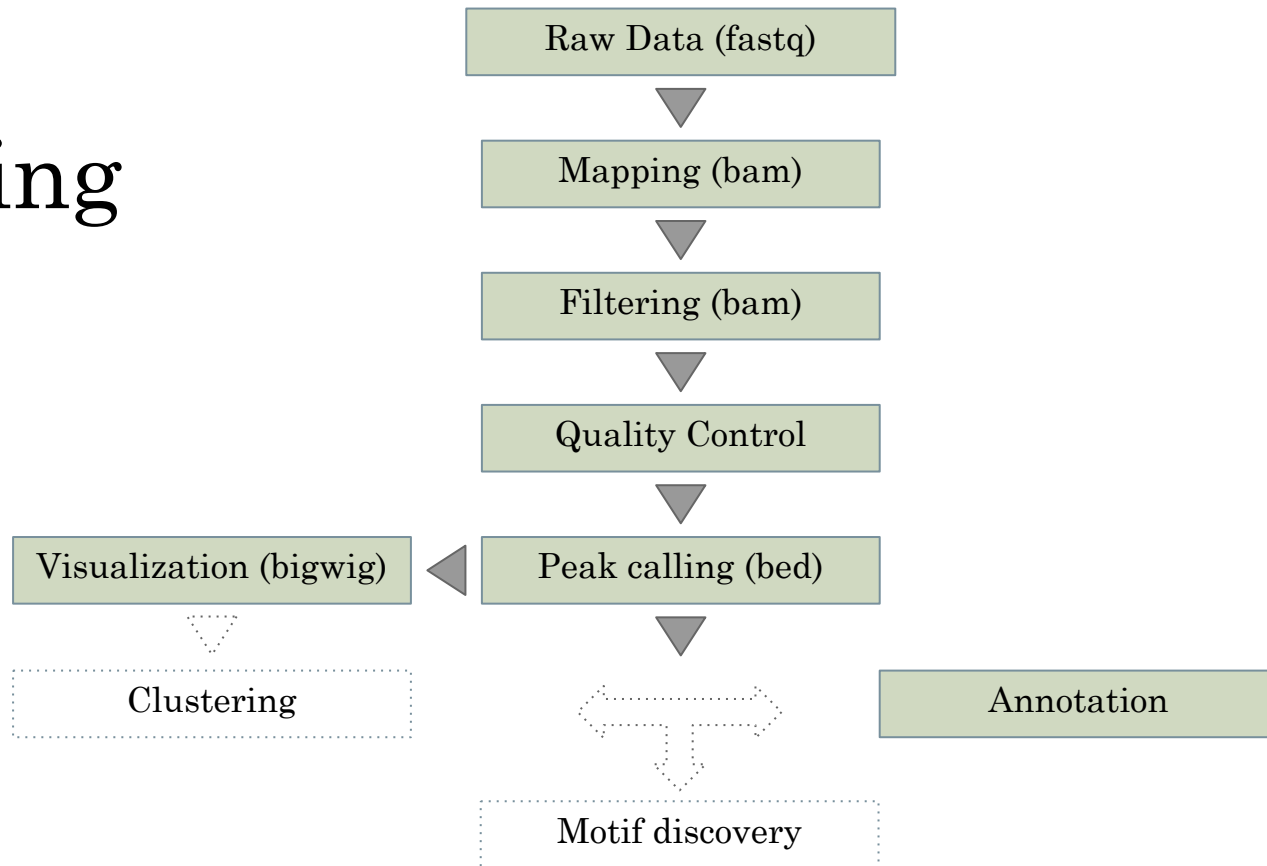 Raw Data (fastq)
ing
Mapping (bam)
Filtering (bam)
Quality Control
Visualization (bigwig)
Peak calling (bed)
Clustering
Annotation
Motif discovery